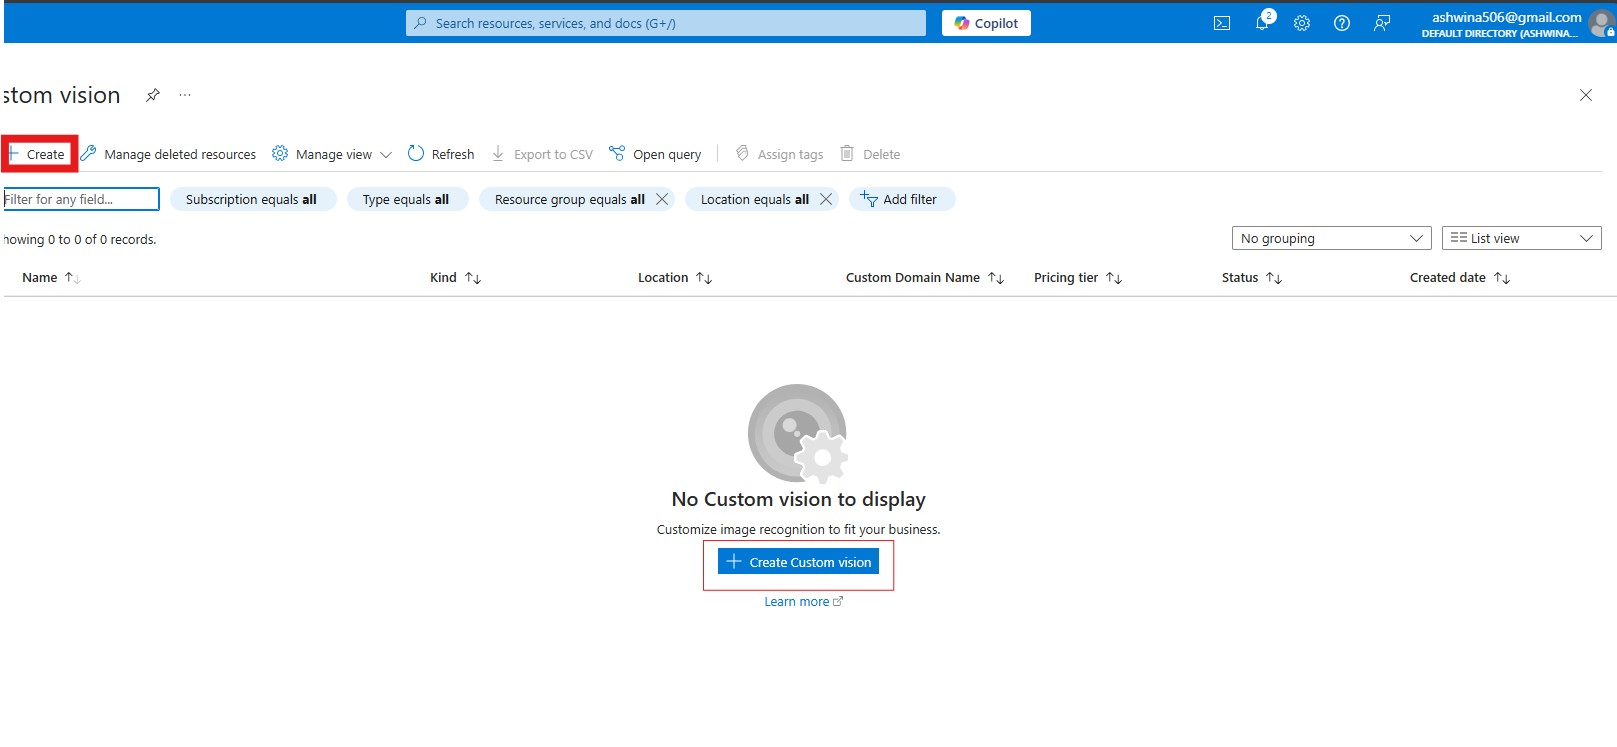 Search resources, services, and docs (G+/)
Copilot
2
ashwina506@gmail.com
DEFAULT DIRECTORY (ASHWINA...
stom vision ...
+ Create Manage deleted resources Manage view Refresh Export to CSV Open query Assign tags Delete
Filter for any field... Subscription equals all Type equals all Resource group equals all Location equals all Add filter
howing 0 to 0 of 0 records.
No grouping List view
Name Kind Location Custom Domain Name Pricing tier Status Created date
No Custom vision to display
Customize image recognition to fit your business.
+ Create Custom vision
Learn more